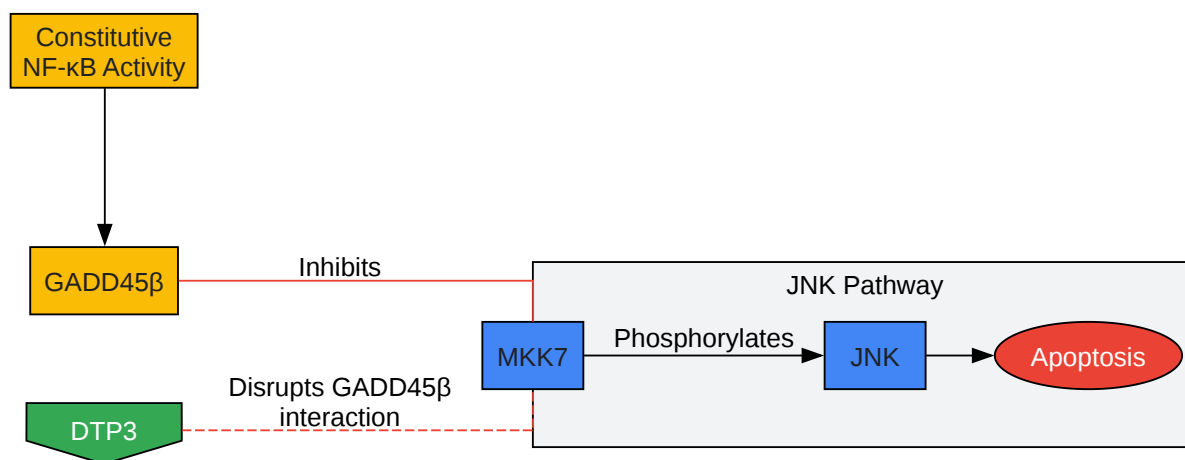 Constitutive
NF-κB Activity
GADD45β
Inhibits
JNK Pathway
MKK7
Phosphorylates
JNK
Apoptosis
Disrupts GADD45β
interaction
DTP3